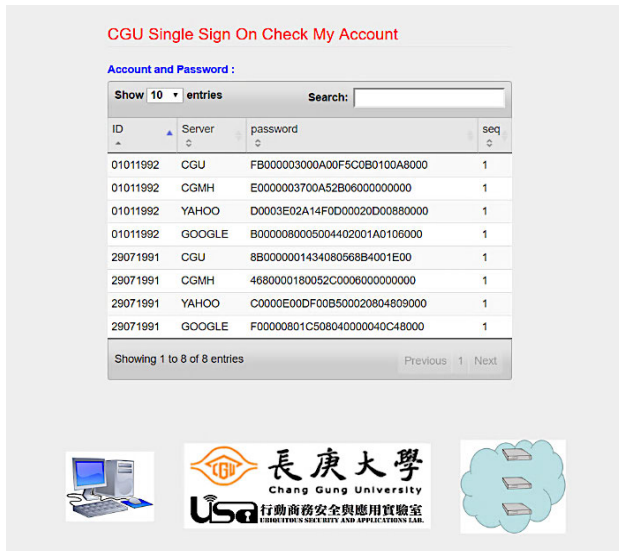 CGU Single Sign On Check My Account
Account and Password :
Show 10 entries Search:
ID Server password seq
01011992 CGU FB000003000A00F5C0B0100A8000 1
01011992 CGMH E0000003700A52B06000000000 1
01011992 YAHOO D0003E02A14F0D00020D00880000 1
01011992 GOOGLE B0000080005004402001A0106000 1
29071991 CGU 8B0000001434080568B4001E00 1
29071991 CGMH 4680000180052C0006000000000 1
29071991 YAHOO C0000E00DF00B500020804809000 1
29071991 GOOGLE F00000801C508040000040C48000 1
Showing 1 to 8 of 8 entries Previous 1 Next
CGU 長庚大學
Chang Gung University
USa 行動商務安全與應用實驗室
UBIQUITOUS SECURITY AND APPLICATIONS LAB.